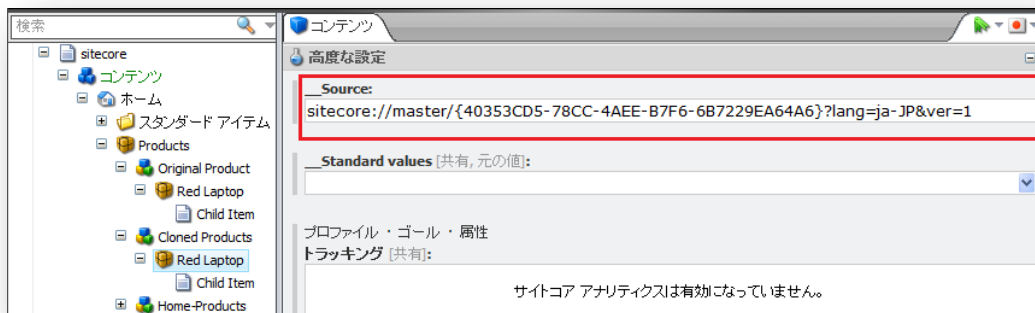 検索
sitecore
コンテンツ
ホーム
スタンダード アイテム
Products
Original Product
Red Laptop
Child Item
Cloned Products
Red Laptop
Child Item
Home-Products
コンテンツ
高度な設定
__Source:
sitecore://master/{40353CD5-78CC-4AEE-B7F6-6B7229EA64A6}?lang=ja-JP&ver=1
__Standard values [共有, 元の値]:
プロファイル ・ ゴール ・ 属性
トラッキング [共有]:
サイトコア アナリティクスは有効になっていません。